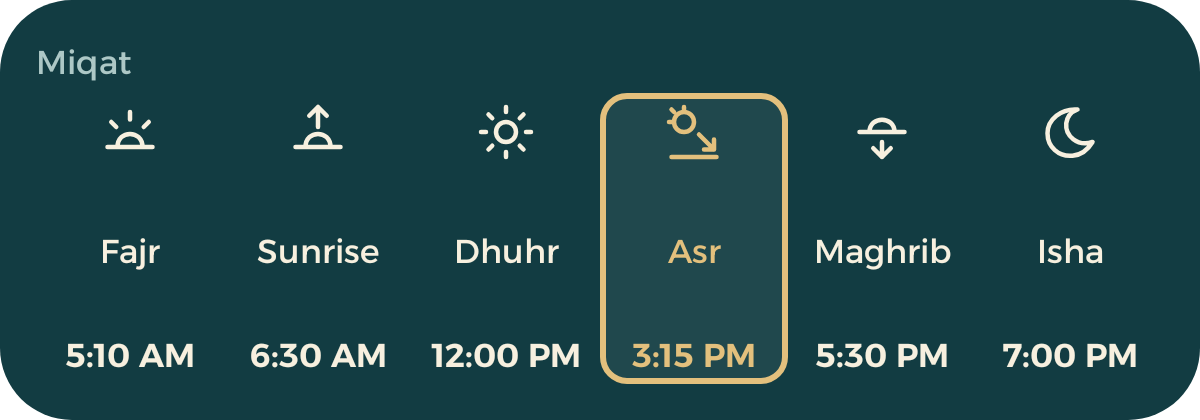 Miqat
Fajr Sunrise Dhuhr Asr Maghrib Isha
5:10 AM 6:30 AM 12:00 PM 3:15 PM 5:30 PM 7:00 PM